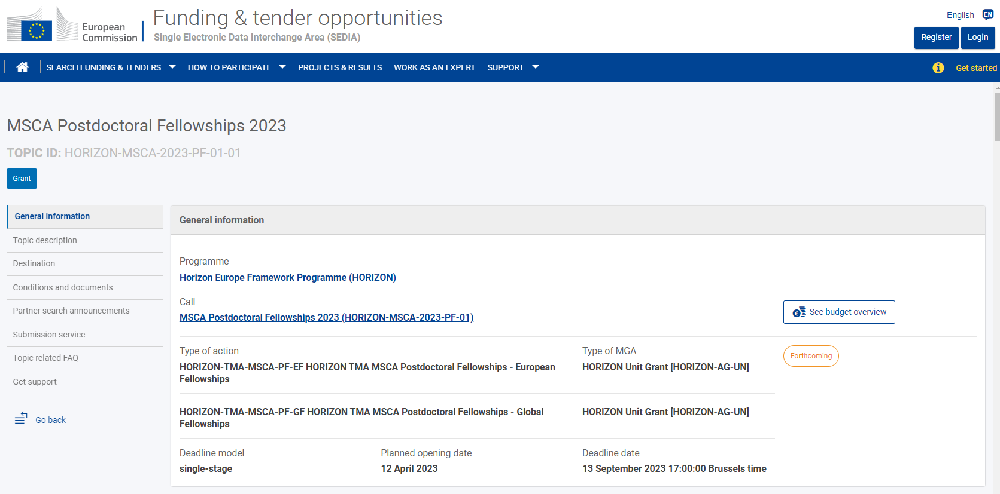 European
Commission
Funding & tender opportunities
Single Electronic Data Interchange Area (SEDIA)
English EN
Register Login
SEARCH FUNDING & TENDERS HOW TO PARTICIPATE PROJECTS & RESULTS WORK AS AN EXPERT SUPPORT Get started
MSCA Postdoctoral Fellowships 2023
TOPIC ID: HORIZON-MSCA-2023-PF-01-01
Grant
General information
Topic description
Destination
Conditions and documents
Partner search announcements
Submission service
Topic related FAQ
Get support
Go back
General information
Programme
Horizon Europe Framework Programme (HORIZON)
Call
MSCA Postdoctoral Fellowships 2023 (HORIZON-MSCA-2023-PF-01)
See budget overview
Type of action
HORIZON-TMA-MSCA-PF-EF HORIZON TMA MSCA Postdoctoral Fellowships - European
Fellowships
Type of MGA
HORIZON Unit Grant [HORIZON-AG-UN]
Forthcoming
HORIZON-TMA-MSCA-PF-GF HORIZON TMA MSCA Postdoctoral Fellowships - Global
Fellowships
HORIZON Unit Grant [HORIZON-AG-UN]
Deadline model
single-stage
Planned opening date
12 April 2023
Deadline date
13 September 2023 17:00:00 Brussels time